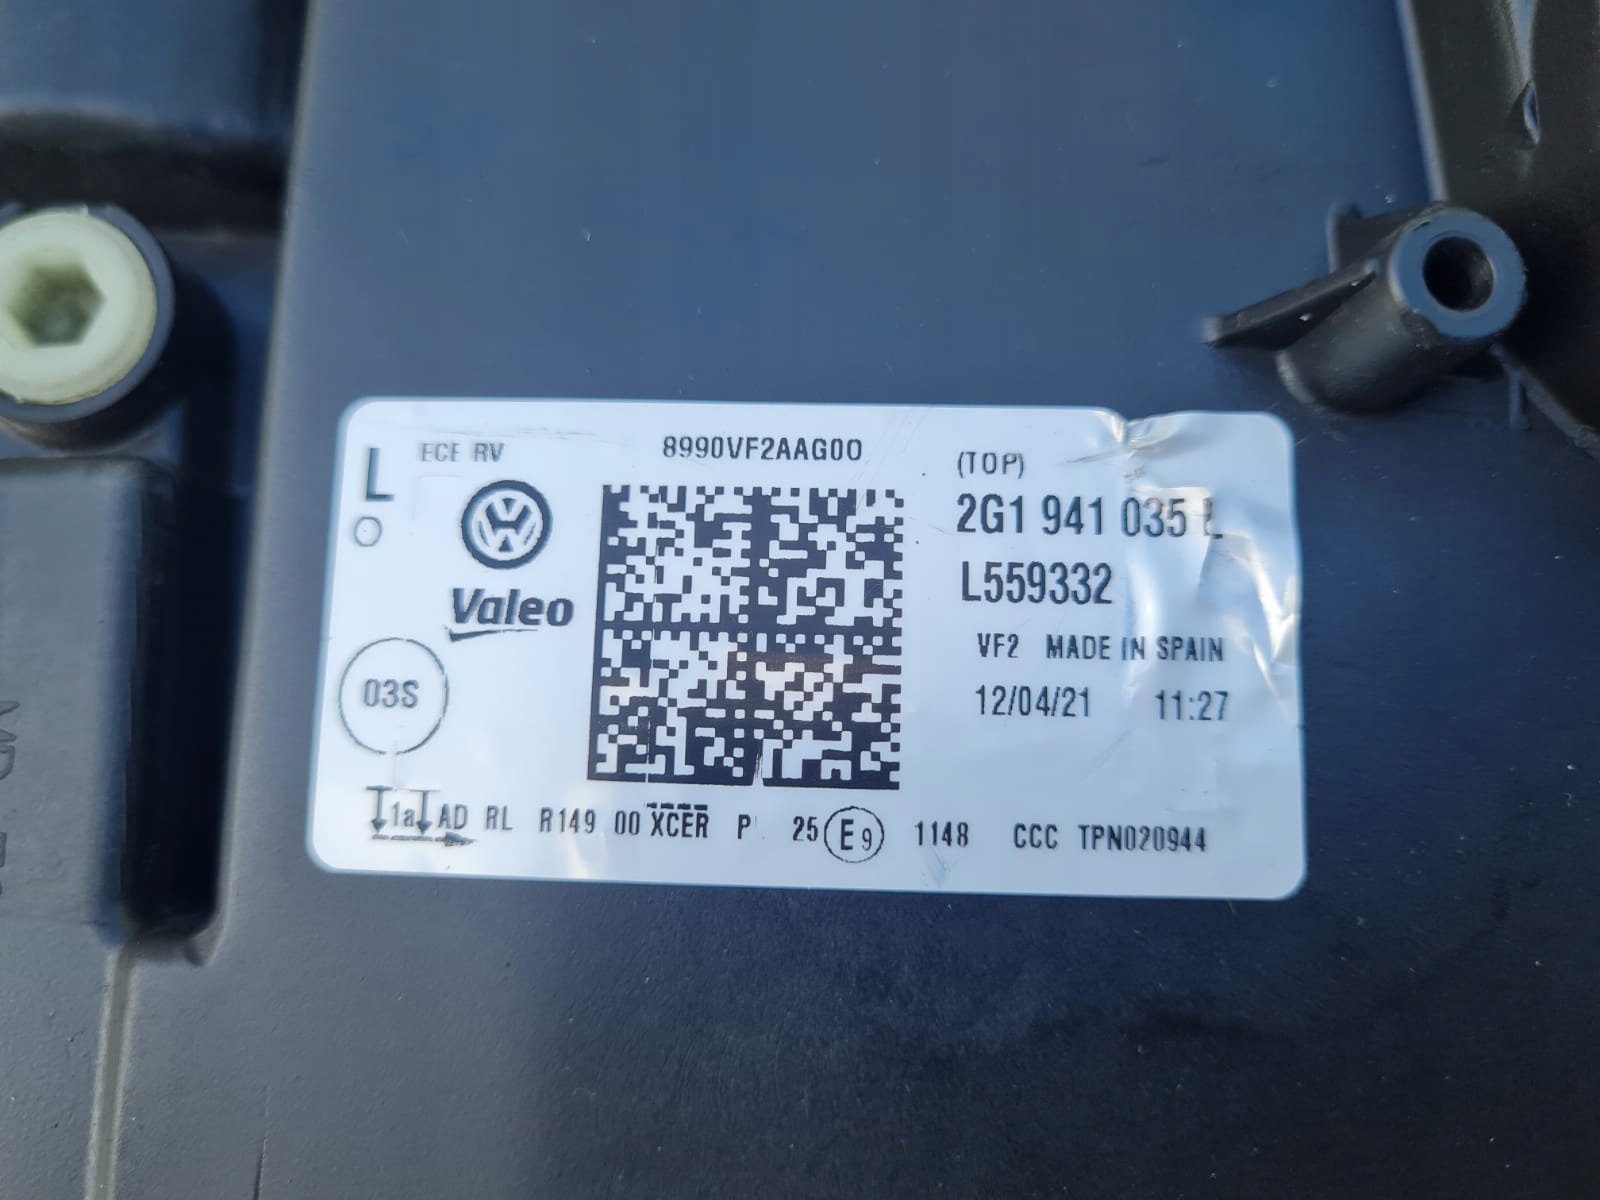 L
ECE RV
8990VF2AAG00
(TOP)
2G1 941 035 L
Valeo
L559332
VF2 MADE IN SPAIN
03S
12/04/21 11:27
1a AD RL R149 00 XCER P 25 E9 1148 CCC TPN020944